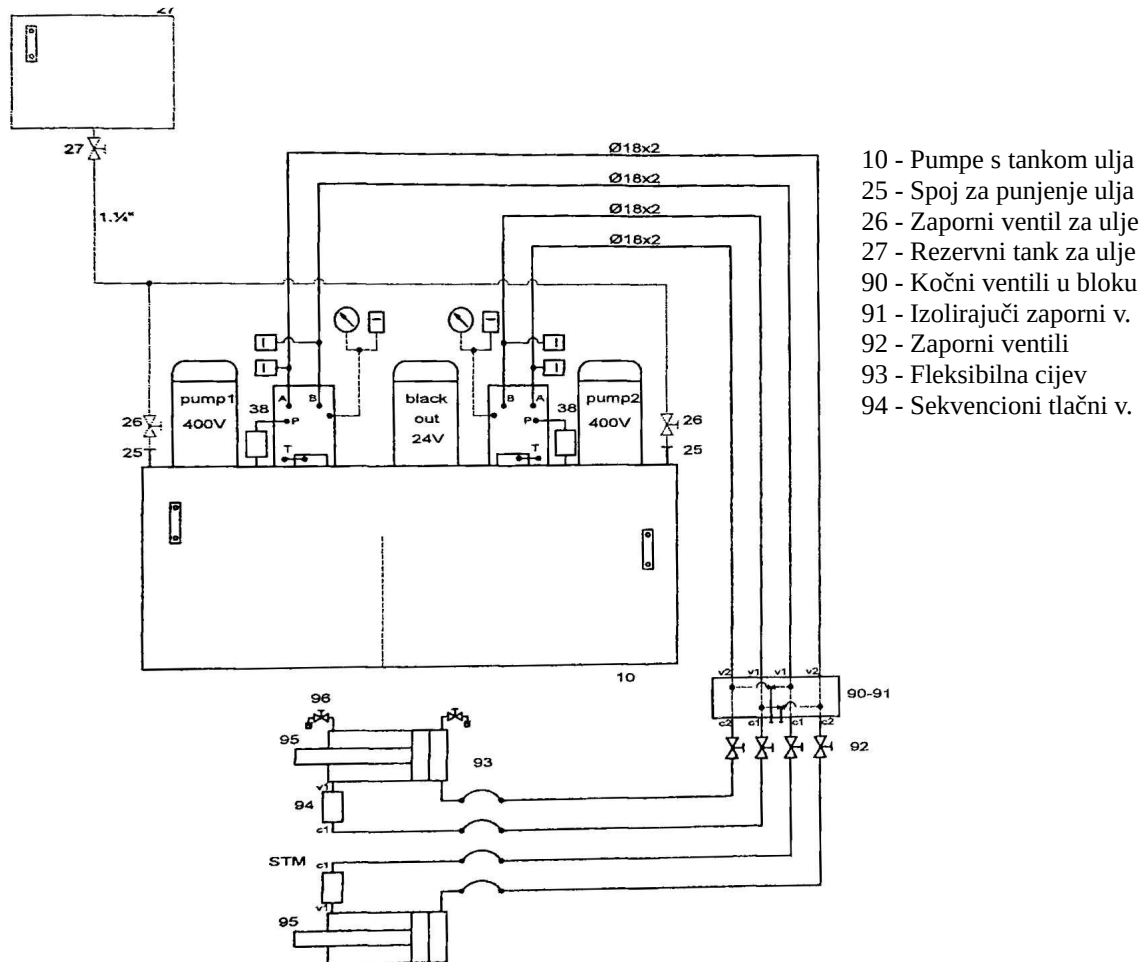 27
27
1.¼"
Ø18x2
Ø18x2
Ø18x2
Ø18x2
10 - Pumpe s tankom ulja
25 - Spoj za punjenje ulja
26 - Zaporni ventil za ulje
27 - Rezervni tank za ulje
90 - Kočni ventili u bloku
91 - Izolirajuči zaporni v.
92 - Zaporni ventili
93 - Fleksibilna cijev
94 - Sekvencioni tlačni v.
pump1
400V
38
A
B
P
T
black
out
24V
B
A
P
T
38
pump2
400V
26
25
26
25
10
v2
v1
v1
v2
90-91
c2
c1
c1
c2
92
96
95
93
v1
94
c1
STM
c1
v1
95